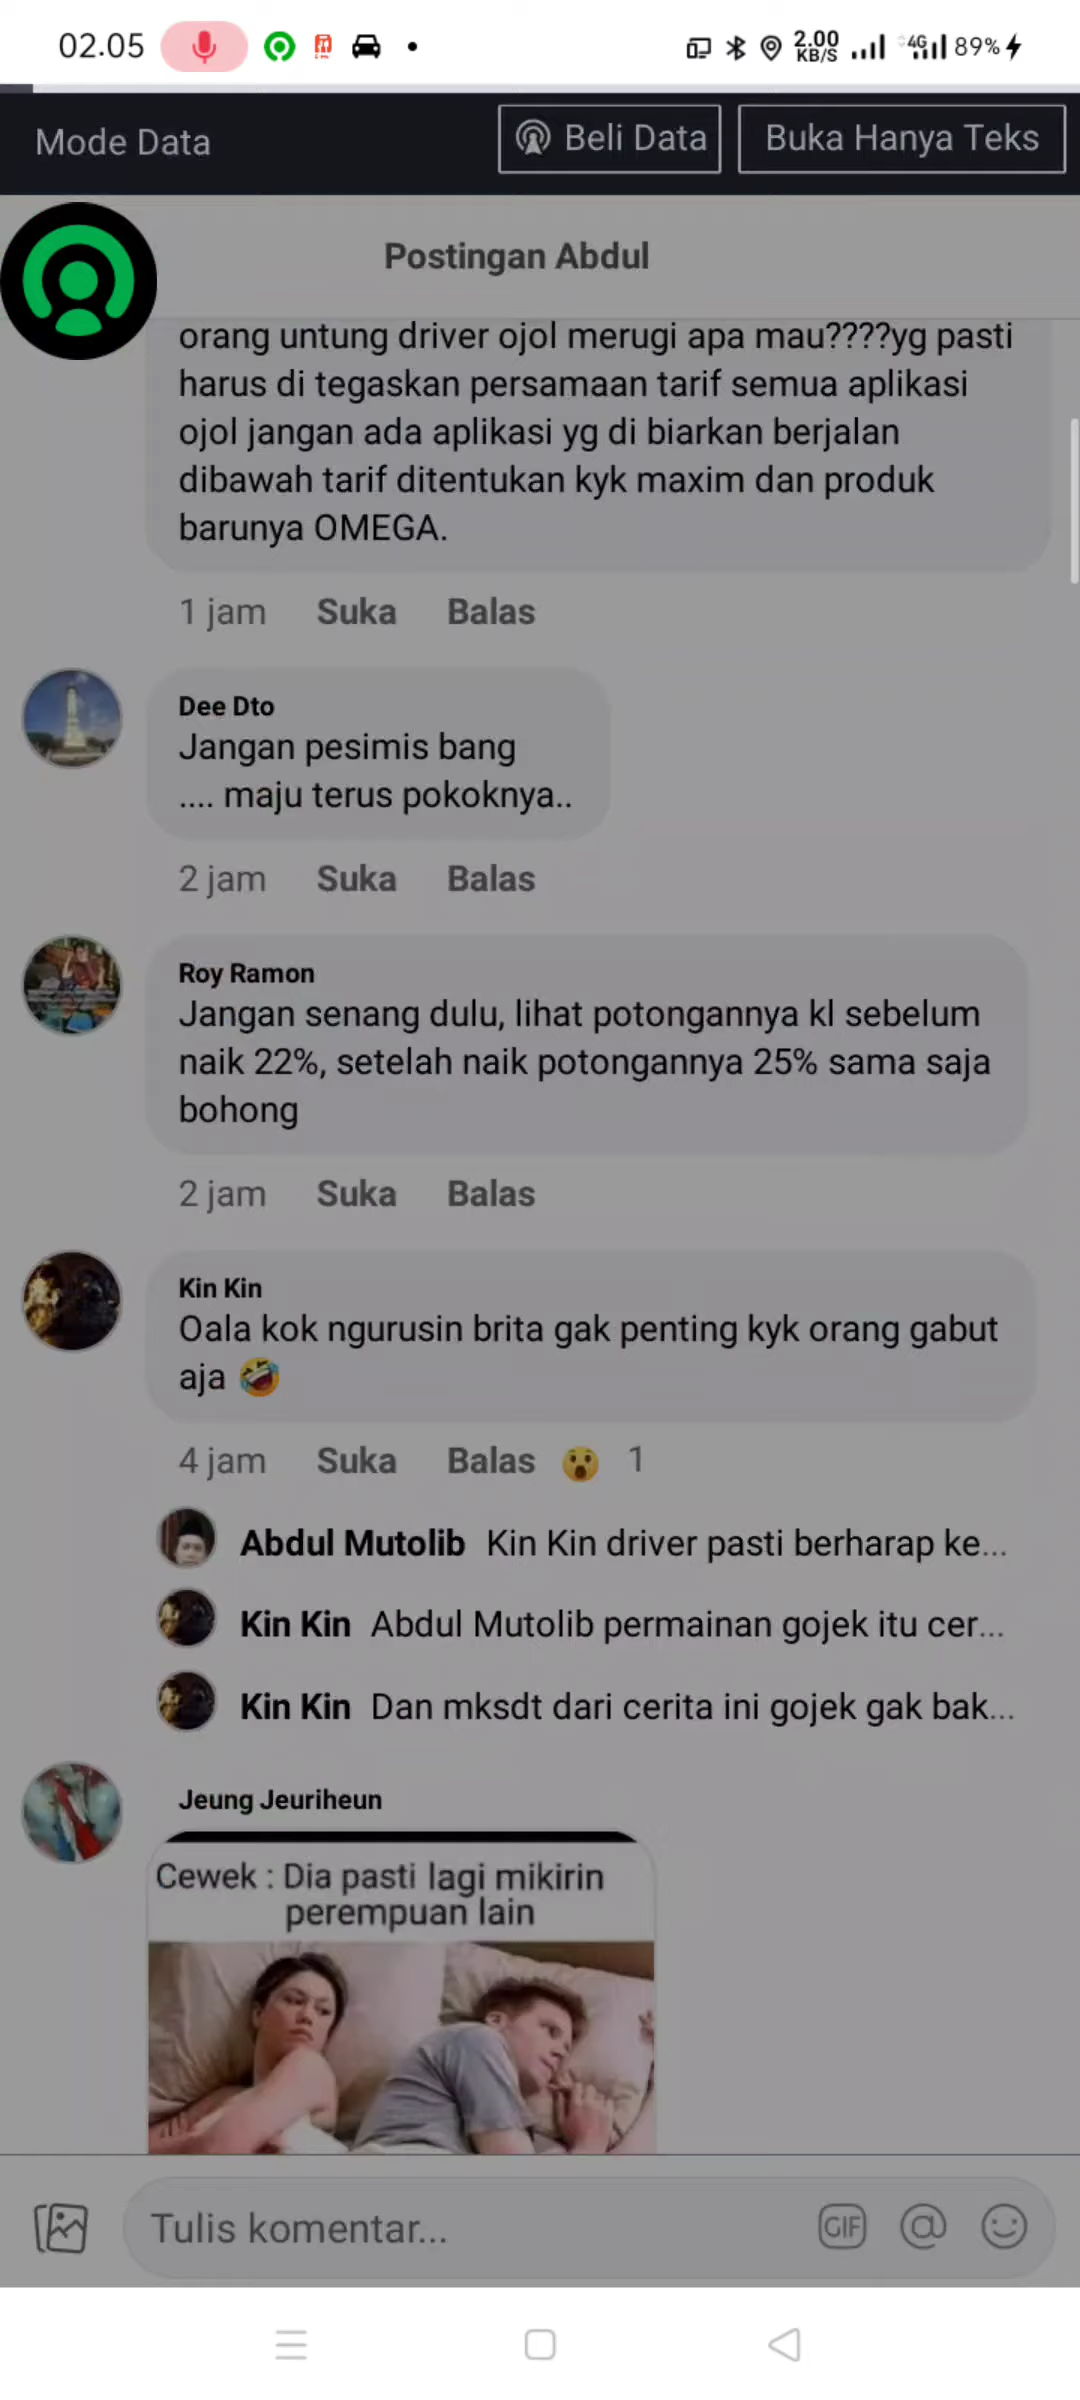 02.05
2.00
KB/S
4G
89%
Mode Data
Beli Data
Buka Hanya Teks
Postingan Abdul
orang untung driver ojol merugi apa mau????yg pasti
harus di tegaskan persamaan tarif semua aplikasi
ojol jangan ada aplikasi yg di biarkan berjalan
dibawah tarif ditentukan kyk maxim dan produk
barunya OMEGA.
1 jam Suka Balas
Dee Dto
Jangan pesimis bang
.... maju terus pokoknya..
2 jam Suka Balas
Roy Ramon
Jangan senang dulu, lihat potongannya kl sebelum
naik 22%, setelah naik potongannya 25% sama saja
bohong
2 jam Suka Balas
Kin Kin
Oala kok ngurusin brita gak penting kyk orang gabut
aja 🤣
4 jam Suka Balas 😮 1
Abdul Mutolib Kin Kin driver pasti berharap ke...
Kin Kin Abdul Mutolib permainan gojek itu cer...
Kin Kin Dan mksdt dari cerita ini gojek gak bak...
Jeung Jeuriheun
Cewek : Dia pasti lagi mikirin
perempuan lain
Tulis komentar...
GIF
@